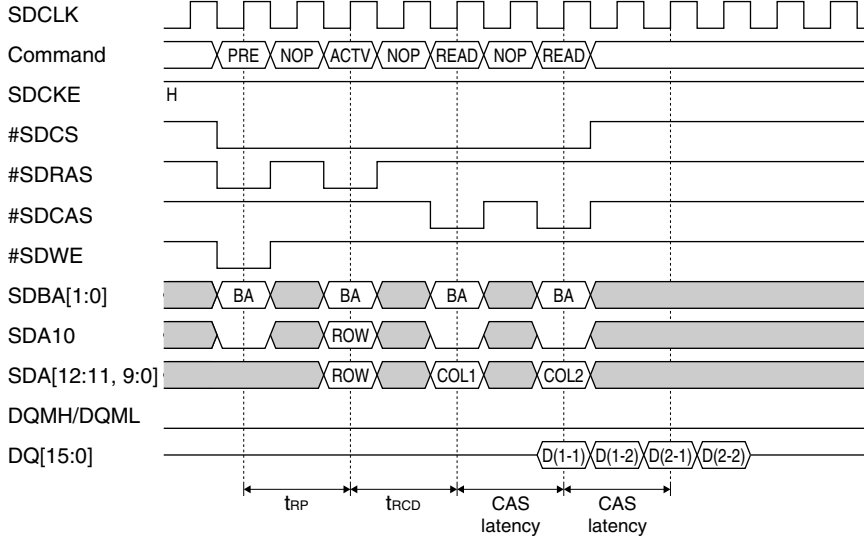 SDCLK
Command PRE NOP ACTV NOP READ NOP READ
SDCKE H
#SDCS
#SDRAS
#SDCAS
#SDWE
SDBA[1:0] BA BA BA BA
SDA10 ROW
SDA[12:11, 9:0] ROW COL1 COL2
DQMH/DQML
DQ[15:0] D(1-1) D(1-2) D(2-1) D(2-2)
tRP tRCD CAS latency CAS latency